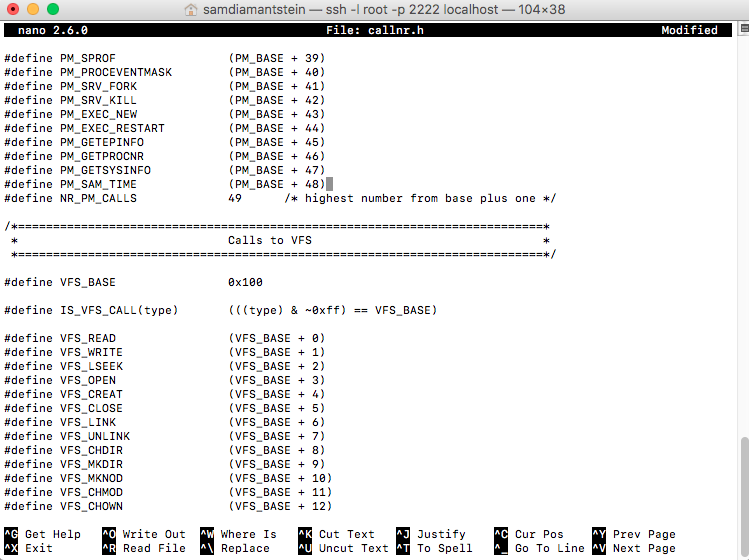 samdiamantstein — ssh -l root -p 2222 localhost — 104×38
nano 2.6.0 File: callnr.h Modified
#define PM_SPROF (PM_BASE + 39)
#define PM_PROCEVENTMASK (PM_BASE + 40)
#define PM_SRV_FORK (PM_BASE + 41)
#define PM_SRV_KILL (PM_BASE + 42)
#define PM_EXEC_NEW (PM_BASE + 43)
#define PM_EXEC_RESTART (PM_BASE + 44)
#define PM_GETEPINFO (PM_BASE + 45)
#define PM_GETPROCNR (PM_BASE + 46)
#define PM_GETSYSINFO (PM_BASE + 47)
#define PM_SAM_TIME (PM_BASE + 48)
#define NR_PM_CALLS 49 /* highest number from base plus one */
/*===========================================================================*
* Calls to VFS *
*===========================================================================*/
#define VFS_BASE 0x100
#define IS_VFS_CALL(type) (((type) & ~0xff) == VFS_BASE)
#define VFS_READ (VFS_BASE + 0)
#define VFS_WRITE (VFS_BASE + 1)
#define VFS_LSEEK (VFS_BASE + 2)
#define VFS_OPEN (VFS_BASE + 3)
#define VFS_CREAT (VFS_BASE + 4)
#define VFS_CLOSE (VFS_BASE + 5)
#define VFS_LINK (VFS_BASE + 6)
#define VFS_UNLINK (VFS_BASE + 7)
#define VFS_CHDIR (VFS_BASE + 8)
#define VFS_MKDIR (VFS_BASE + 9)
#define VFS_MKNOD (VFS_BASE + 10)
#define VFS_CHMOD (VFS_BASE + 11)
#define VFS_CHOWN (VFS_BASE + 12)
^G Get Help ^O Write Out ^W Where Is ^K Cut Text ^J Justify ^C Cur Pos ^Y Prev Page
^X Exit ^R Read File ^\ Replace ^U Uncut Text ^T To Spell ^_ Go To Line ^V Next Page